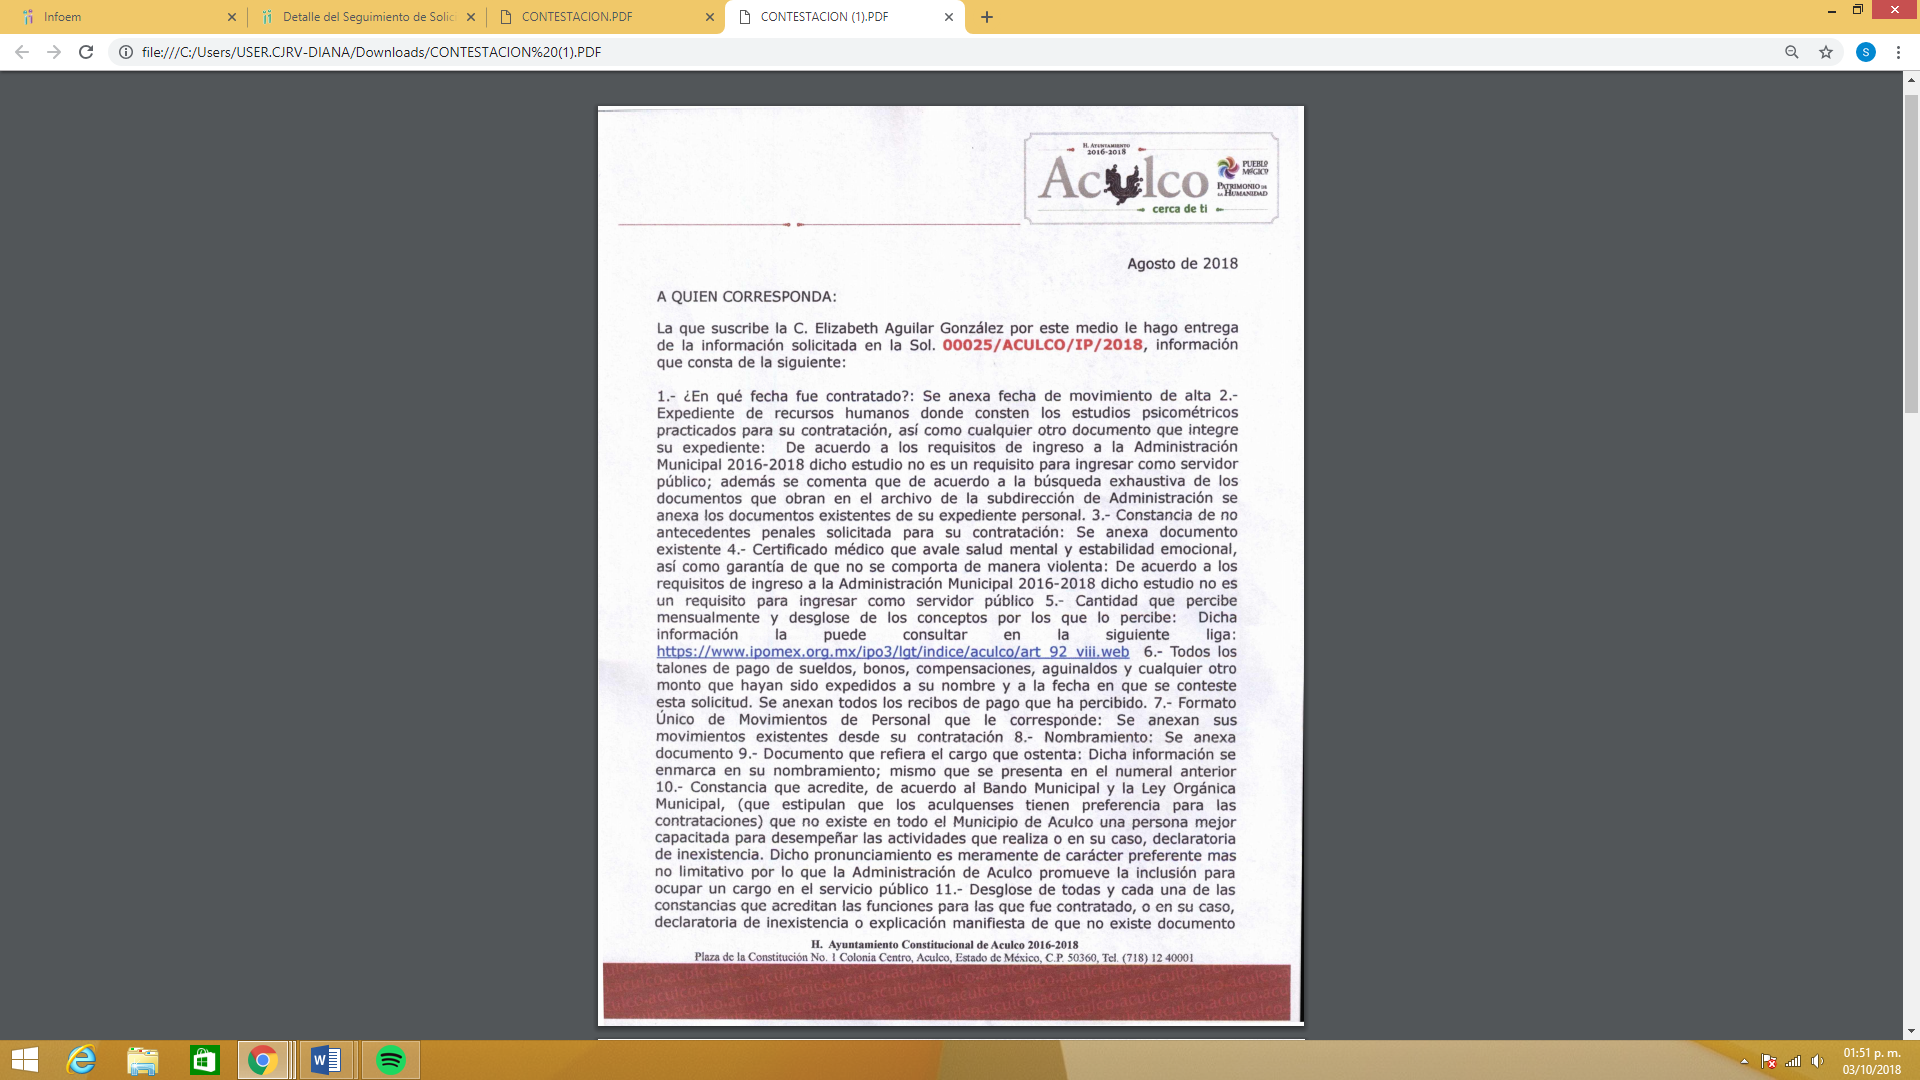 Infoem
Detalle del Seguimiento de Solic
CONTESTACION.PDF
CONTESTACION (1).PDF
file:///C:/Users/USER.CJRV-DIANA/Downloads/CONTESTACION%20(1).PDF
S
H. AYUNTAMIENTO
2016-2018
Aculco
PUEBLO
MÁGICO
PATRIMONIO DE
LA HUMANIDAD
cerca de ti
Agosto de 2018
A QUIEN CORRESPONDA:
La que suscribe la C. Elizabeth Aguilar González por este medio le hago entrega
de la información solicitada en la Sol. 00025/ACULCO/IP/2018, información
que consta de la siguiente:
1.- ¿En qué fecha fue contratado?: Se anexa fecha de movimiento de alta 2.-
Expediente de recursos humanos donde consten los estudios psicométricos
practicados para su contratación, así como cualquier otro documento que integre
su expediente: De acuerdo a los requisitos de ingreso a la Administración
Municipal 2016-2018 dicho estudio no es un requisito para ingresar como servidor
público; además se comenta que de acuerdo a la búsqueda exhaustiva de los
documentos que obran en el archivo de la subdirección de Administración se
anexa los documentos existentes de su expediente personal. 3.- Constancia de no
antecedentes penales solicitada para su contratación: Se anexa documento
existente 4.- Certificado médico que avale salud mental y estabilidad emocional,
así como garantía de que no se comporta de manera violenta: De acuerdo a los
requisitos de ingreso a la Administración Municipal 2016-2018 dicho estudio no es
un requisito para ingresar como servidor público 5.- Cantidad que percibe
mensualmente y desglose de los conceptos por los que lo percibe: Dicha
información la puede consultar en la siguiente liga:
https://www.ipomex.org.mx/ipo3/lgt/indice/aculco/art_92_viii.web 6.- Todos los
talones de pago de sueldos, bonos, compensaciones, aguinaldos y cualquier otro
monto que hayan sido expedidos a su nombre y a la fecha en que se conteste
esta solicitud. Se anexan todos los recibos de pago que ha percibido. 7.- Formato
Único de Movimientos de Personal que le corresponde: Se anexan sus
movimientos existentes desde su contratación 8.- Nombramiento: Se anexa
documento 9.- Documento que refiera el cargo que ostenta: Dicha información se
enmarca en su nombramiento; mismo que se presenta en el numeral anterior
10.- Constancia que acredite, de acuerdo al Bando Municipal y la Ley Orgánica
Municipal, (que estipulan que los aculquenses tienen preferencia para las
contrataciones) que no existe en todo el Municipio de Aculco una persona mejor
capacitada para desempeñar las actividades que realiza o en su caso, declaratoria
de inexistencia. Dicho pronunciamiento es meramente de carácter preferente mas
no limitativo por lo que la Administración de Aculco promueve la inclusión para
ocupar un cargo en el servicio público 11.- Desglose de todas y cada una de las
constancias que acreditan las funciones para las que fue contratado, o en su caso,
declaratoria de inexistencia o explicación manifiesta de que no existe documento
H. Ayuntamiento Constitucional de Aculco 2016-2018
Plaza de la Constitución No. 1 Colonia Centro, Aculco, Estado de México, C.P. 50360, Tel. (718) 12 40001
01:51 p. m.
03/10/2018